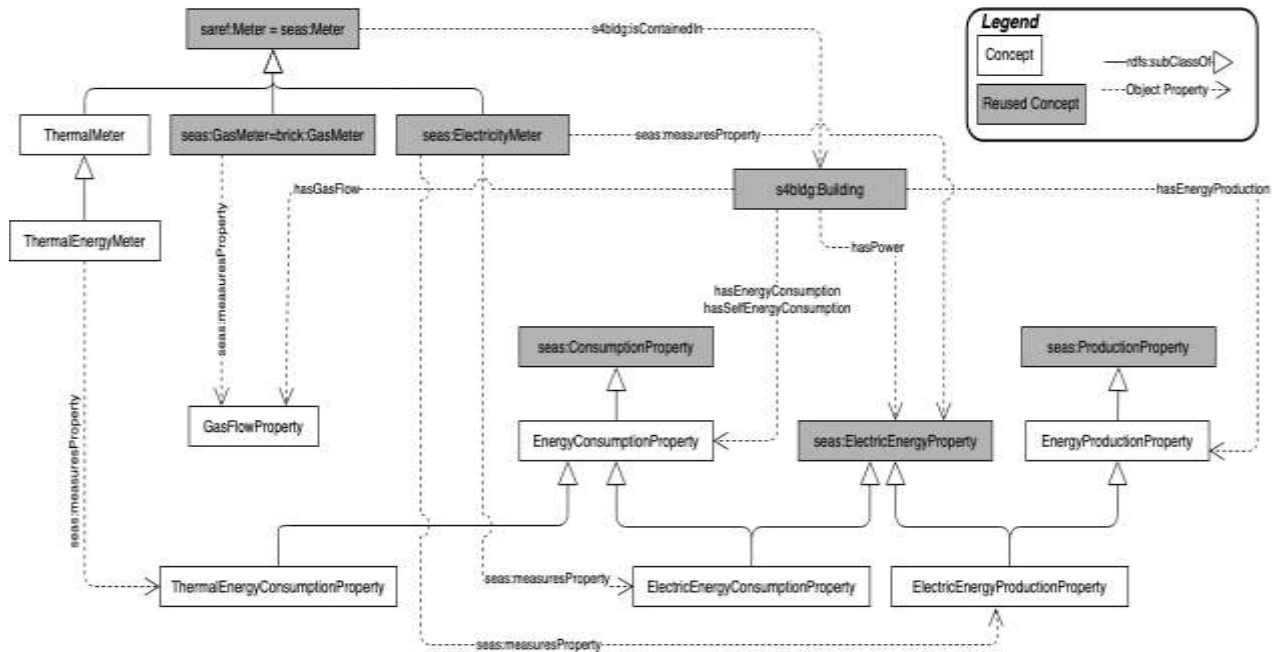 saref:Meter = seas:Meter
s4bldg:isContainedIn
Legend
Concept
rdfs:subClassOf
Reused Concept
Object Property
ThermalMeter
seas:GasMeter=brick:GasMeter
seas:ElectricityMeter
seas:measuresProperty
hasGasFlow
s4bldg:Building
hasEnergyProduction
ThermalEnergyMeter
seas:measuresProperty
hasPower
hasEnergyConsumption
hasSelfEnergyConsumption
seas:ConsumptionProperty
seas:ProductionProperty
GasFlowProperty
EnergyConsumptionProperty
seas:ElectricEnergyProperty
EnergyProductionProperty
seas:measuresProperty
ThermalEnergyConsumptionProperty
seas:measuresProperty
ElectricEnergyConsumptionProperty
ElectricEnergyProductionProperty
seas:measuresProperty